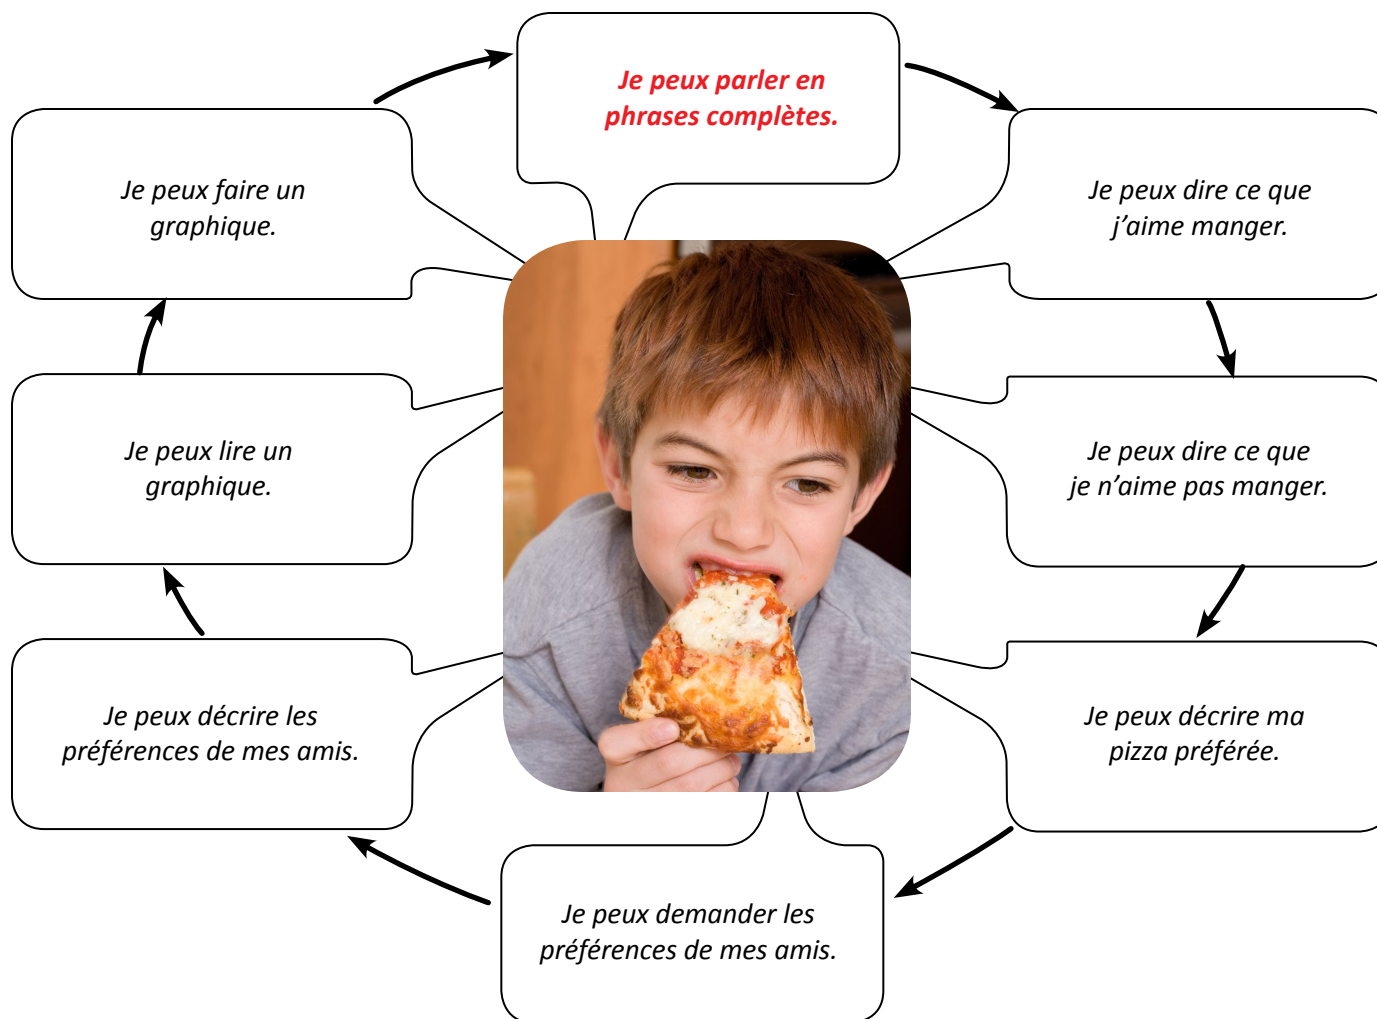 Je peux parler en
phrases complètes.
Je peux dire ce que
j’aime manger.
Je peux dire ce que
je n’aime pas manger.
Je peux décrire ma
pizza préférée.
Je peux demander les
préférences de mes amis.
Je peux décrire les
préférences de mes amis.
Je peux lire un
graphique.
Je peux faire un
graphique.